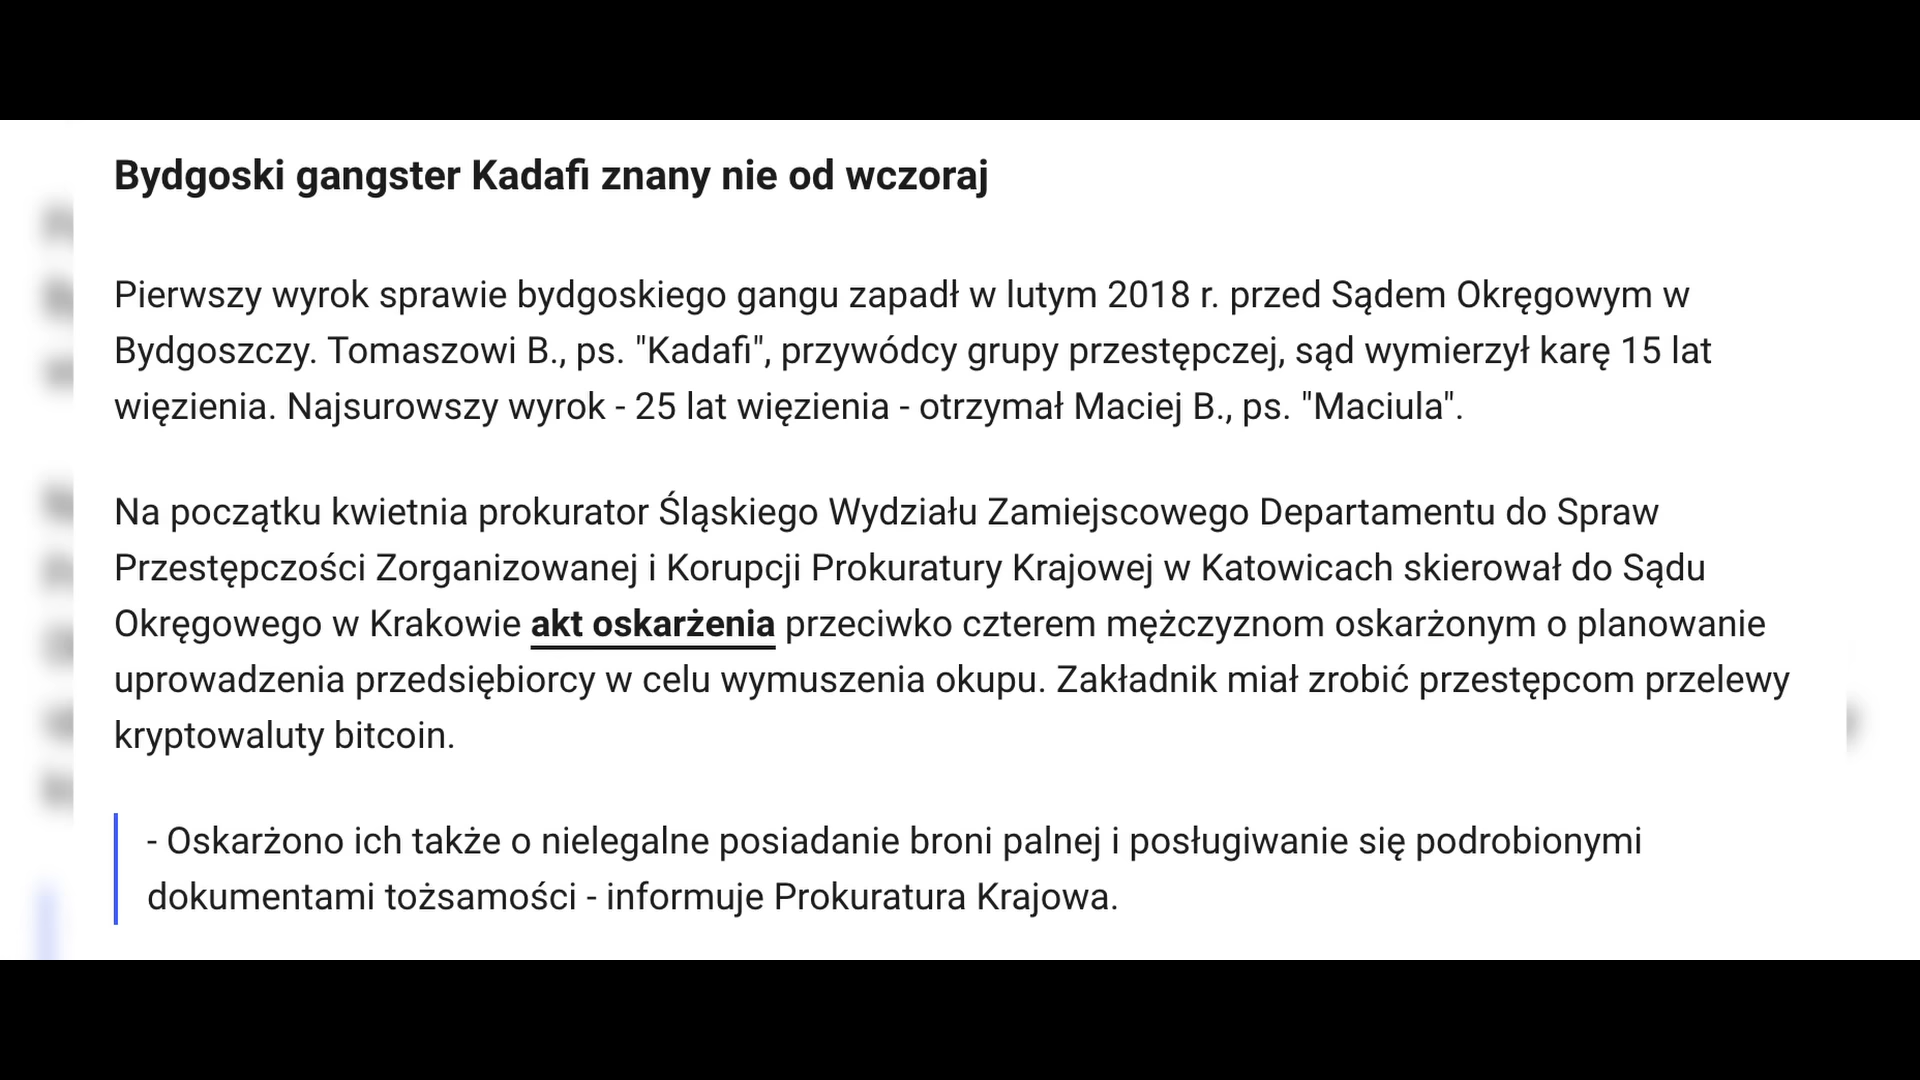 Bydgoski gangster Kadafi znany nie od wczoraj
Pierwszy wyrok sprawie bydgoskiego gangu zapadł w lutym 2018 r. przed Sądem Okręgowym w
Bydgoszczy. Tomaszowi B., ps. "Kadafi", przywódcy grupy przestępczej, sąd wymierzył karę 15 lat
więzienia. Najsurowszy wyrok - 25 lat więzienia - otrzymał Maciej B., ps. "Maciula".
Na początku kwietnia prokurator Śląskiego Wydziału Zamiejscowego Departamentu do Spraw
Przestępczości Zorganizowanej i Korupcji Prokuratury Krajowej w Katowicach skierował do Sądu
Okręgowego w Krakowie akt oskarżenia przeciwko czterem mężczyznom oskarżonym o planowanie
uprowadzenia przedsiębiorcy w celu wymuszenia okupu. Zakładnik miał zrobić przestępcom przelewy
kryptowaluty bitcoin.
- Oskarżono ich także o nielegalne posiadanie broni palnej i posługiwanie się podrobionymi
dokumentami tożsamości - informuje Prokuratura Krajowa.